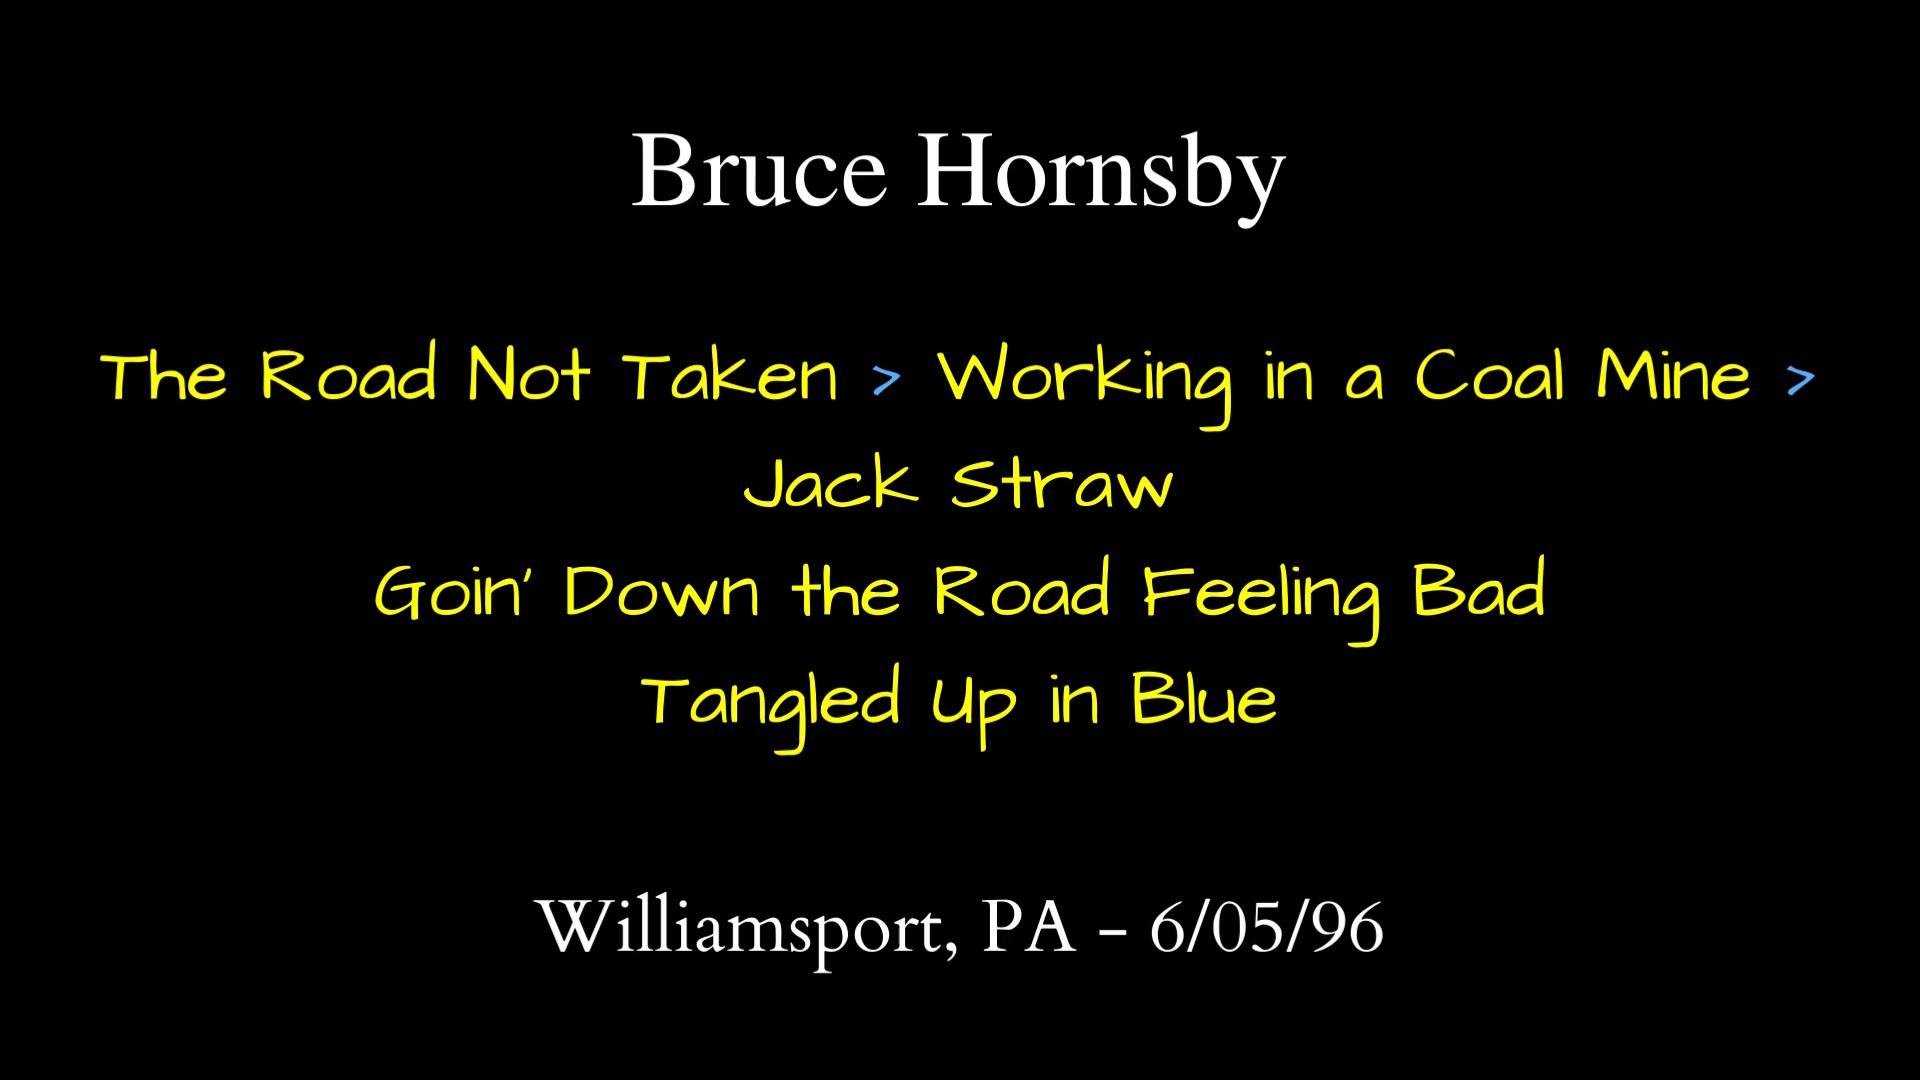 Bruce Hornsby
The Road Not Taken > Working in a Coal Mine >
Jack Straw
Goin' Down the Road Feeling Bad
Tangled Up in Blue
Williamsport, PA - 6/05/96